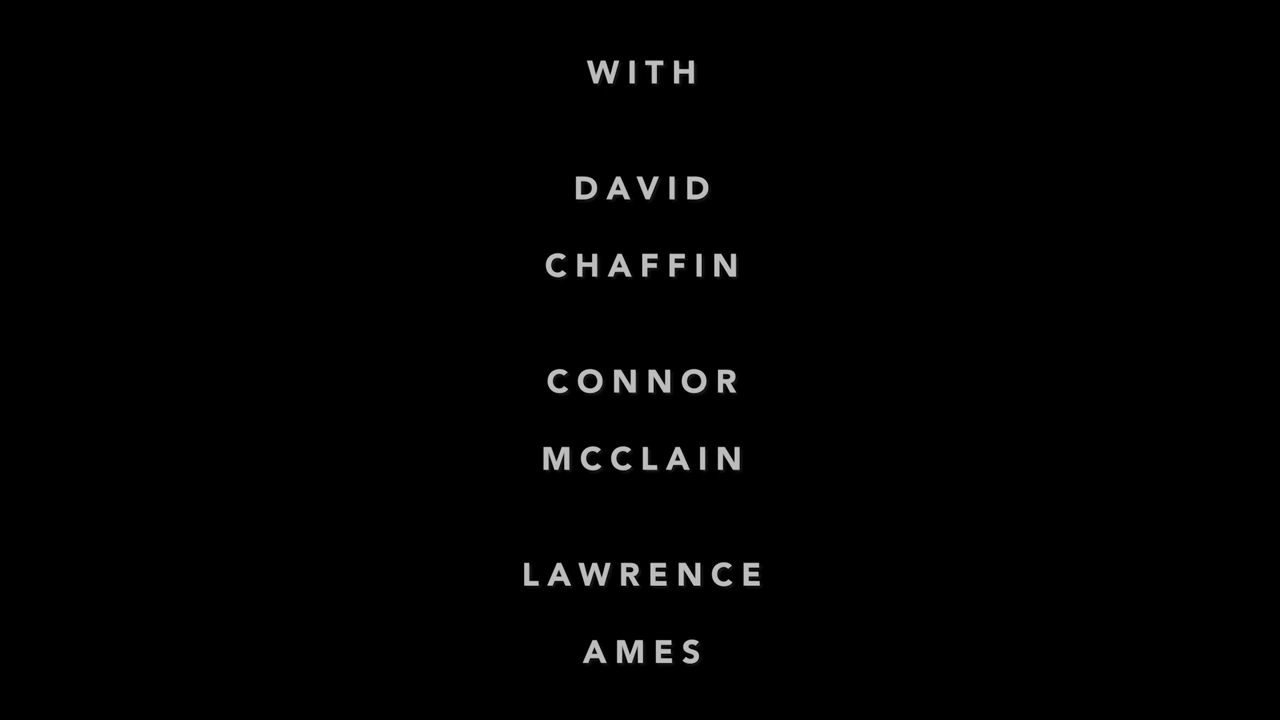 WITH
DAVID
CHAFFIN
CONNOR
MCCLAIN
LAWRENCE
AMES